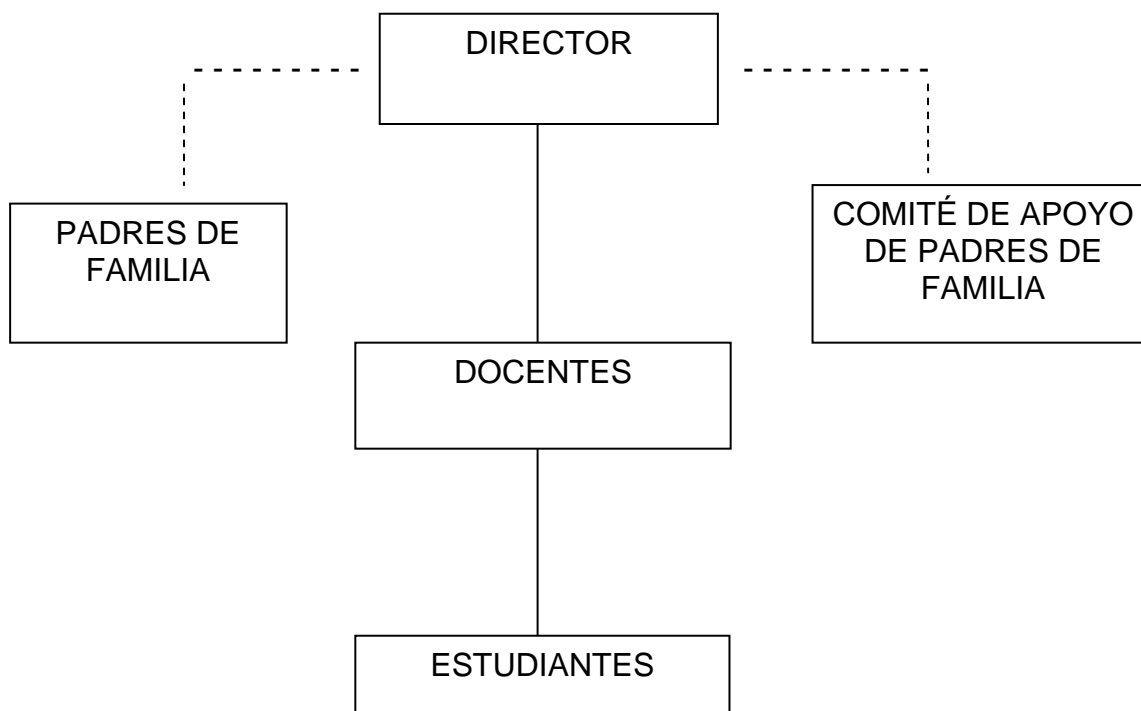 DIRECTOR
PADRES DE
FAMILIA
COMITÉ DE APOYO
DE PADRES DE
FAMILIA
DOCENTES
ESTUDIANTES